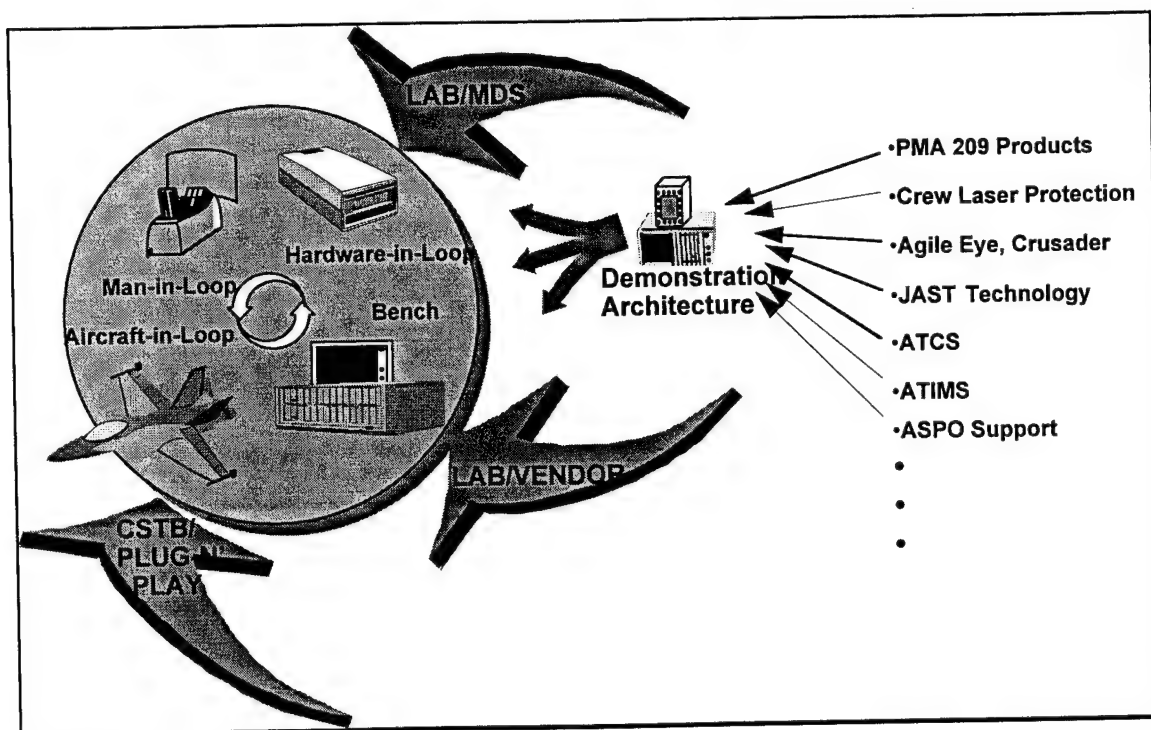 LAB/MDS
•PMA 209 Products
•Crew Laser Protection
•Agile Eye, Crusader
•JAST Technology
•ATCS
•ATIMS
•ASPO Support
•
•
•
Demonstration
Architecture
Hardware-in-Loop
Man-in-Loop
Bench
Aircraft-in-Loop
LAB/VENDOR
CSTB/
PLUG-N'
PLAY